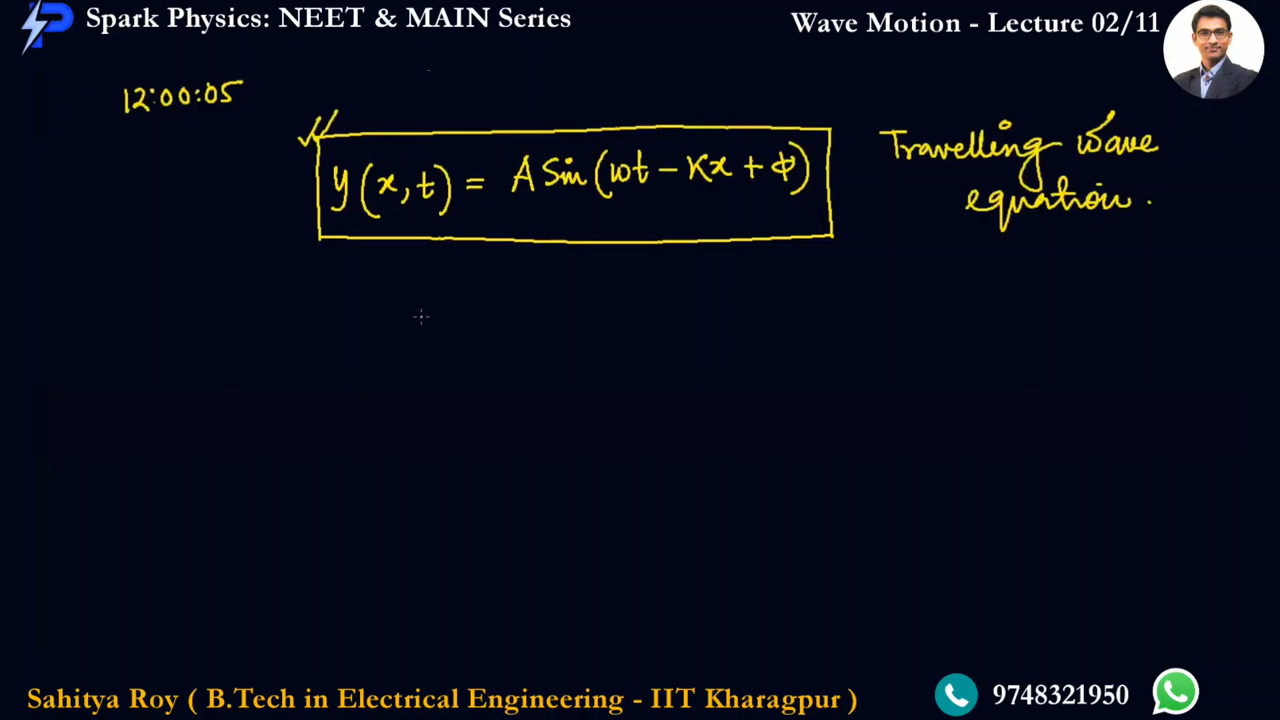 Spark Physics: NEET & MAIN Series
Wave Motion - Lecture 02/11
12:00:05
y(x,t) = A Sin(ωt - Kx + Φ)
Travelling wave
equation.
Sahitya Roy ( B.Tech in Electrical Engineering - IIT Kharagpur )
9748321950